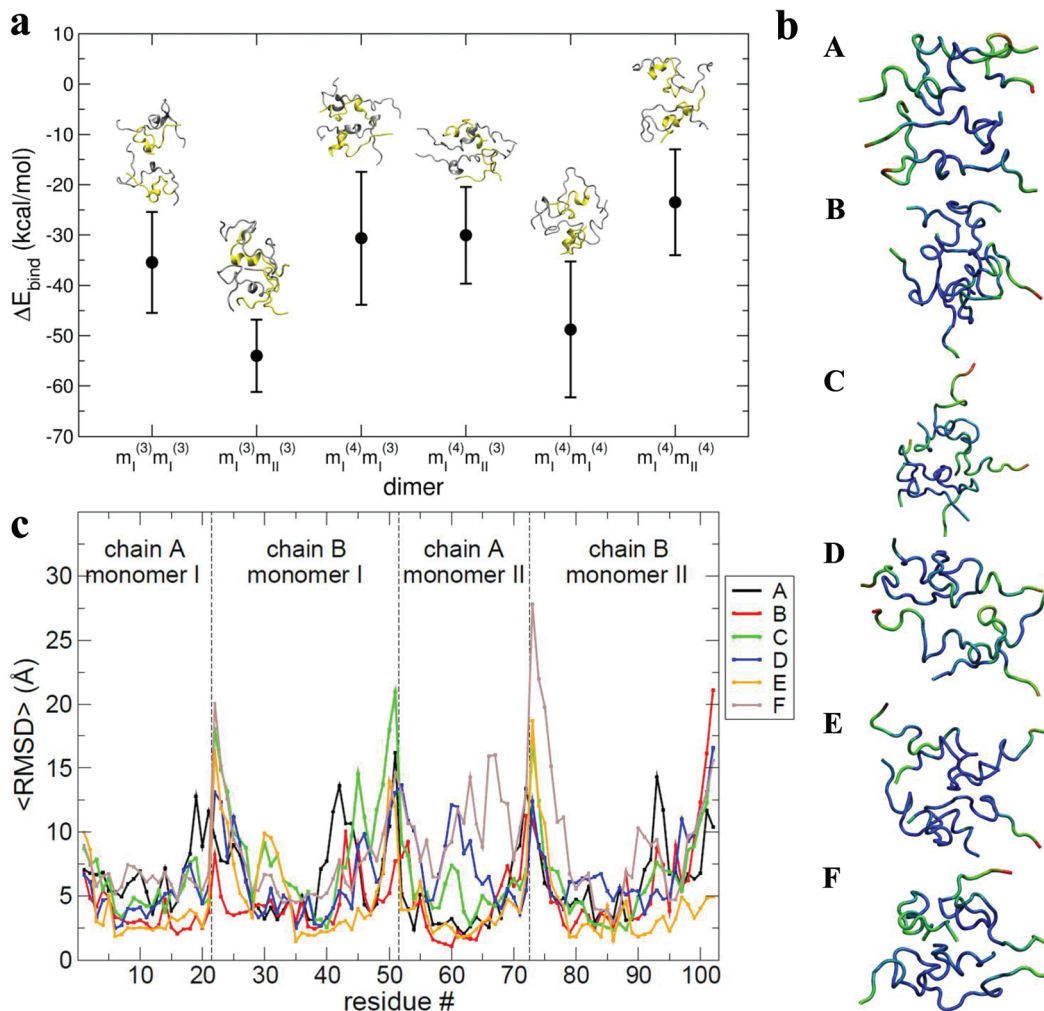 a
10
0
-10
-20
-30
-40
-50
-60
-70
ΔE_bind (kcal/mol)
m_I^(3)m_I^(3)
m_I^(3)m_II^(3)
m_I^(4)m_I^(3)
m_I^(4)m_II^(3)
m_I^(4)m_I^(4)
m_I^(4)m_II^(4)
dimer
b
A
B
C
D
E
F
c
chain A
monomer I
chain B
monomer I
chain A
monomer II
chain B
monomer II
30
25
20
15
10
5
0
<RMSD> (Å)
10
20
30
40
50
60
70
80
90
100
residue #
A
B
C
D
E
F